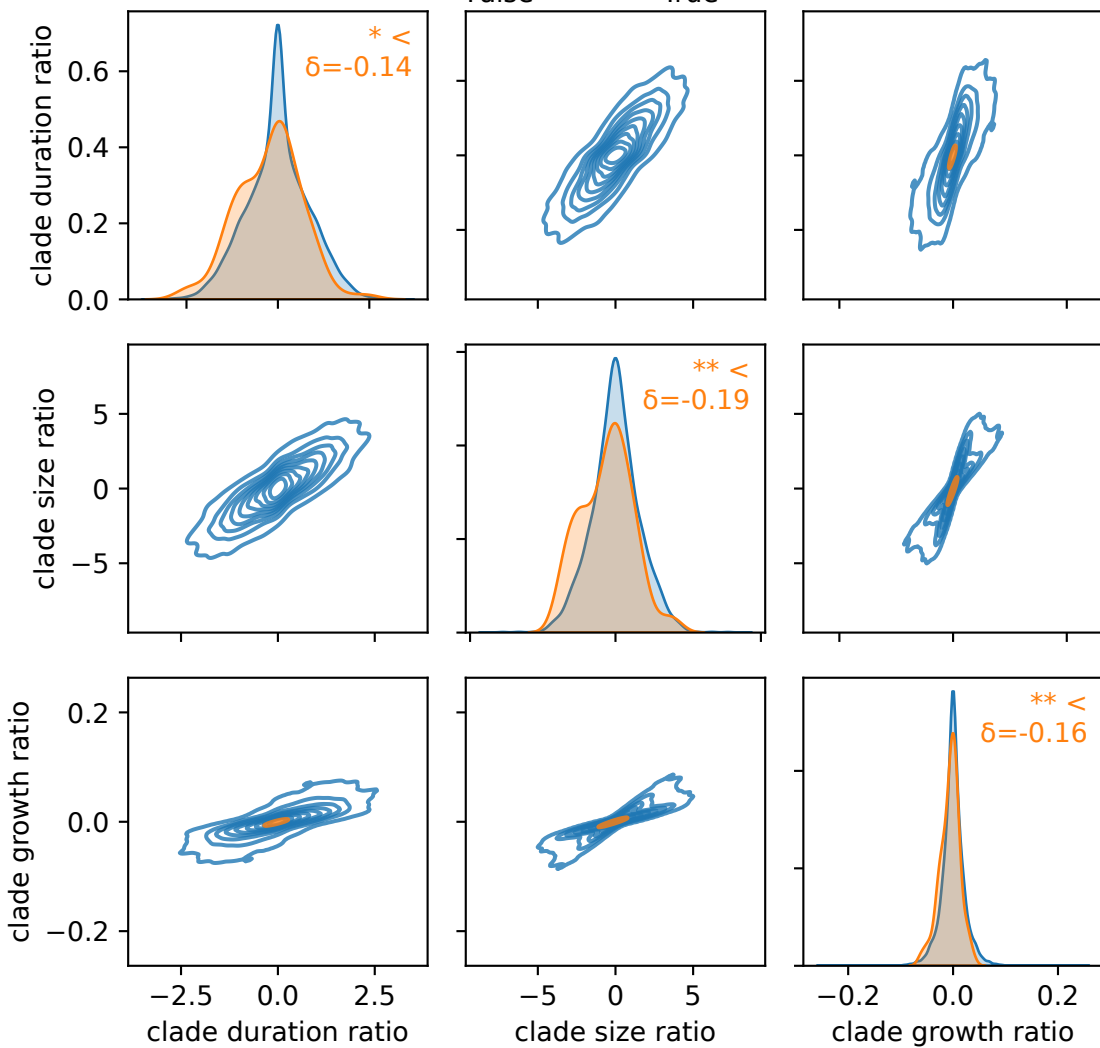 True
clade duration ratio
0.6
0.4
0.2
0.0
* <
δ=-0.14
clade size ratio
5
0
−5
** <
δ=-0.19
clade growth ratio
0.2
0.0
−0.2
** <
δ=-0.16
−2.5 0.0 2.5
−5 0 5
−0.2 0.0 0.2
clade duration ratio
clade size ratio
clade growth ratio